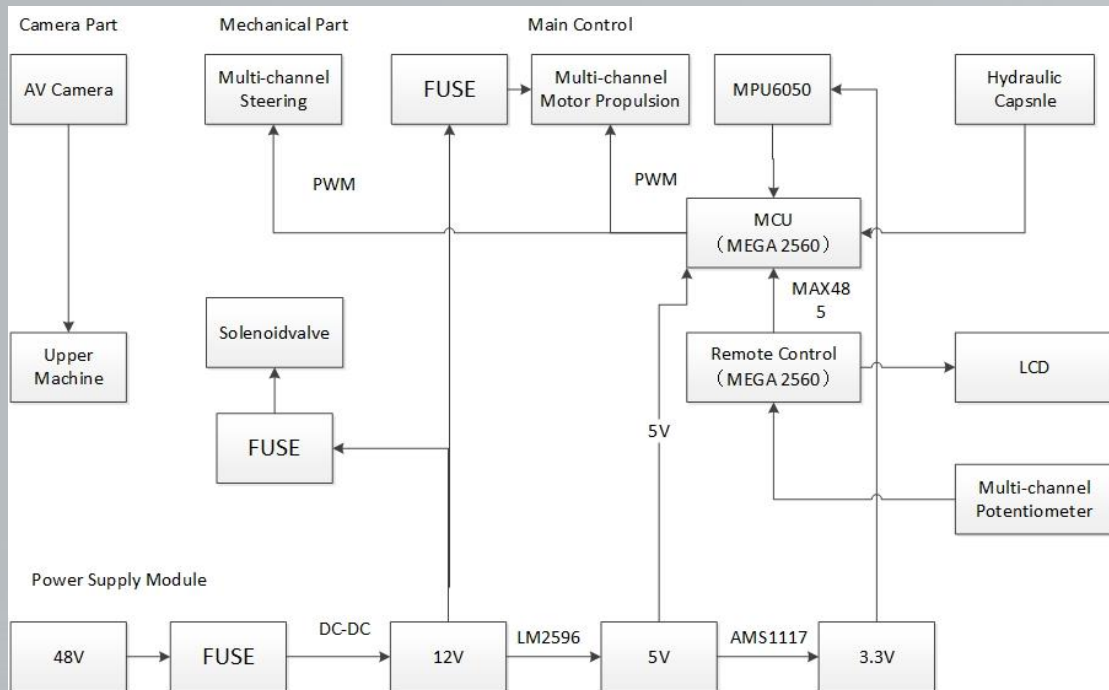 Camera Part
Mechanical Part
Main Control
AV Camera
Multi-channel
Steering
FUSE
Multi-channel
Motor Propulsion
MPU6050
Hydraulic
Capsnle
PWM
PWM
MCU
（MEGA 2560）
MAX48
5
Solenoidvalve
Upper
Machine
Remote Control
（MEGA 2560）
LCD
FUSE
5V
Multi-channel
Potentiometer
Power Supply Module
48V
FUSE
DC-DC
12V
LM2596
5V
AMS1117
3.3V